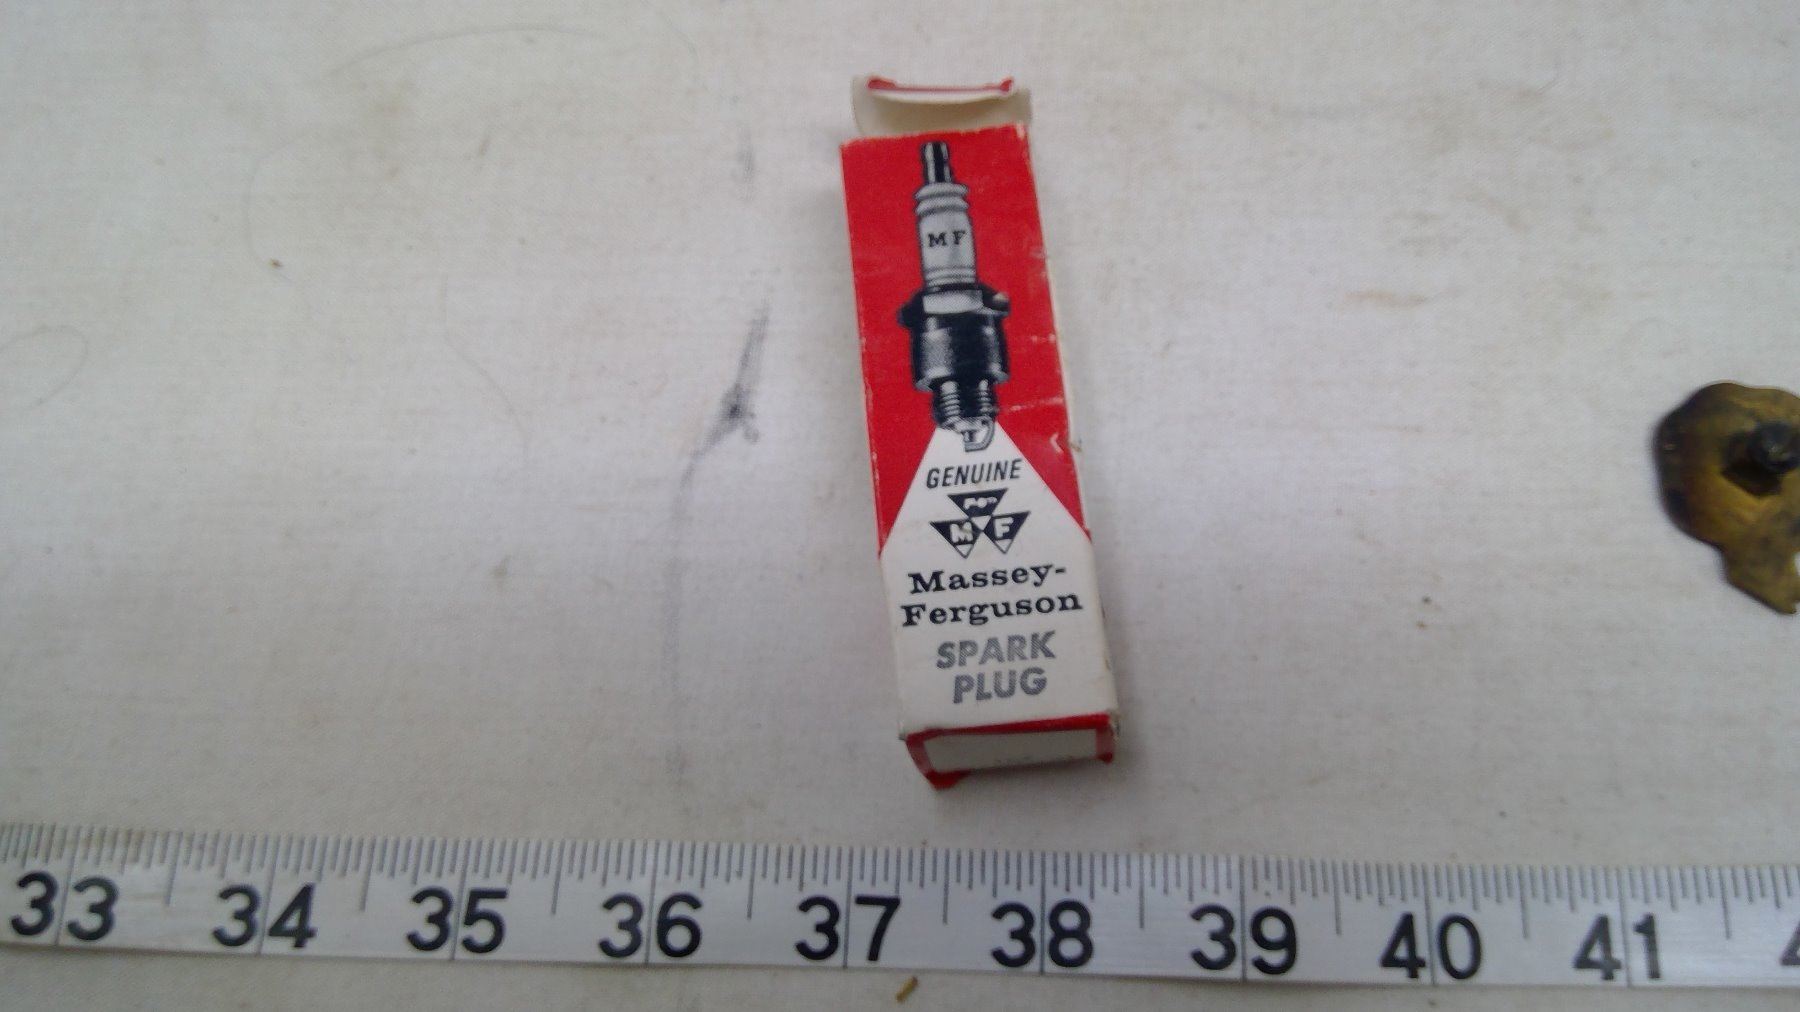 MF
GENUINE
MF
Massey-
Ferguson
SPARK
PLUG
33 34 35 36 37 38 39 40 41